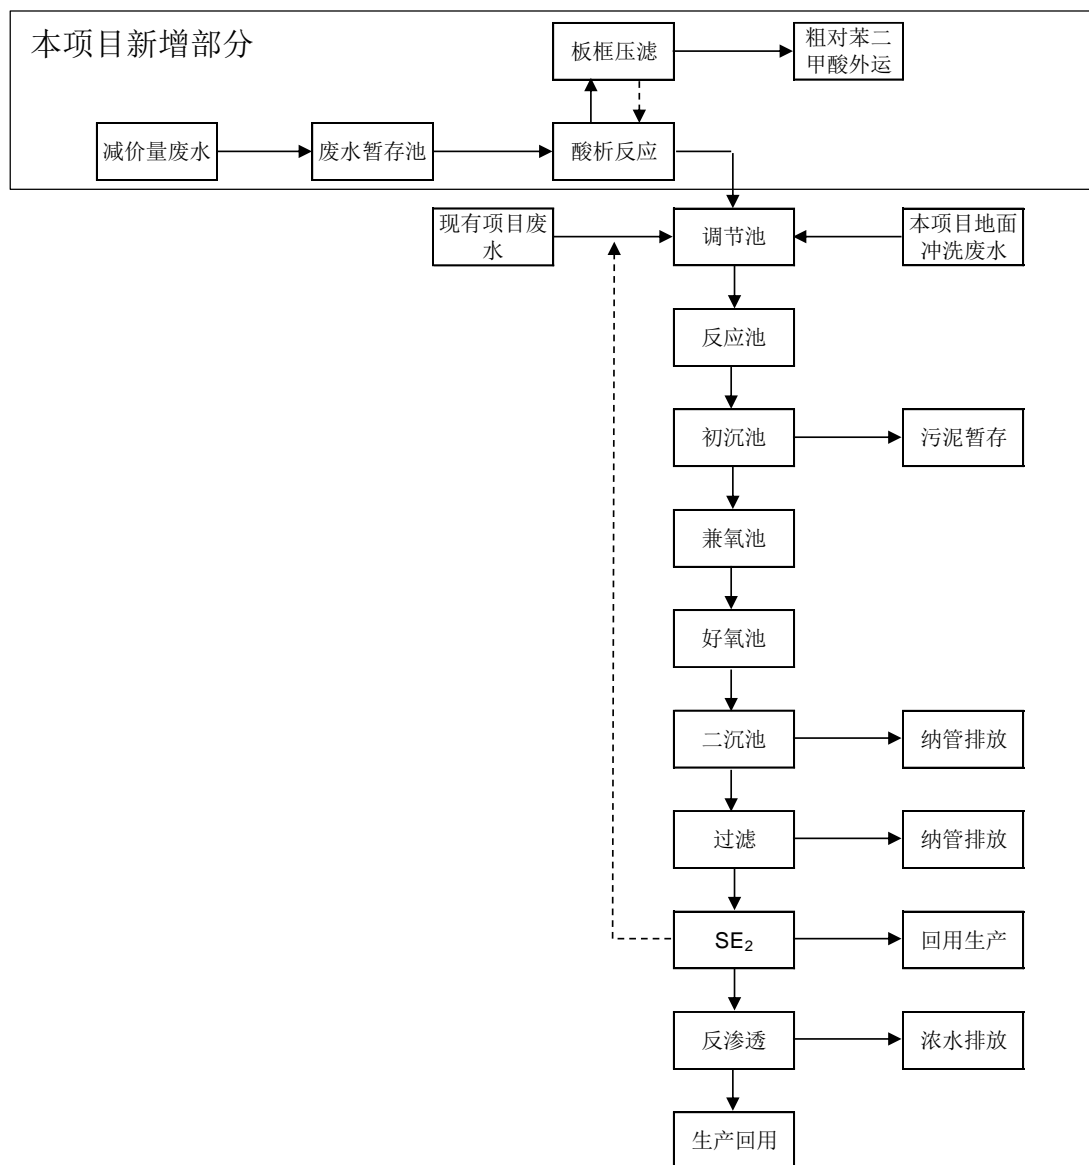 本项目新增部分
板框压滤
粗对苯二
甲酸外运
减价量废水
废水暂存池
酸析反应
现有项目废
水
调节池
本项目地面
冲洗废水
反应池
初沉池
污泥暂存
兼氧池
好氧池
二沉池
纳管排放
过滤
纳管排放
SE₂
回用生产
反渗透
浓水排放
生产回用